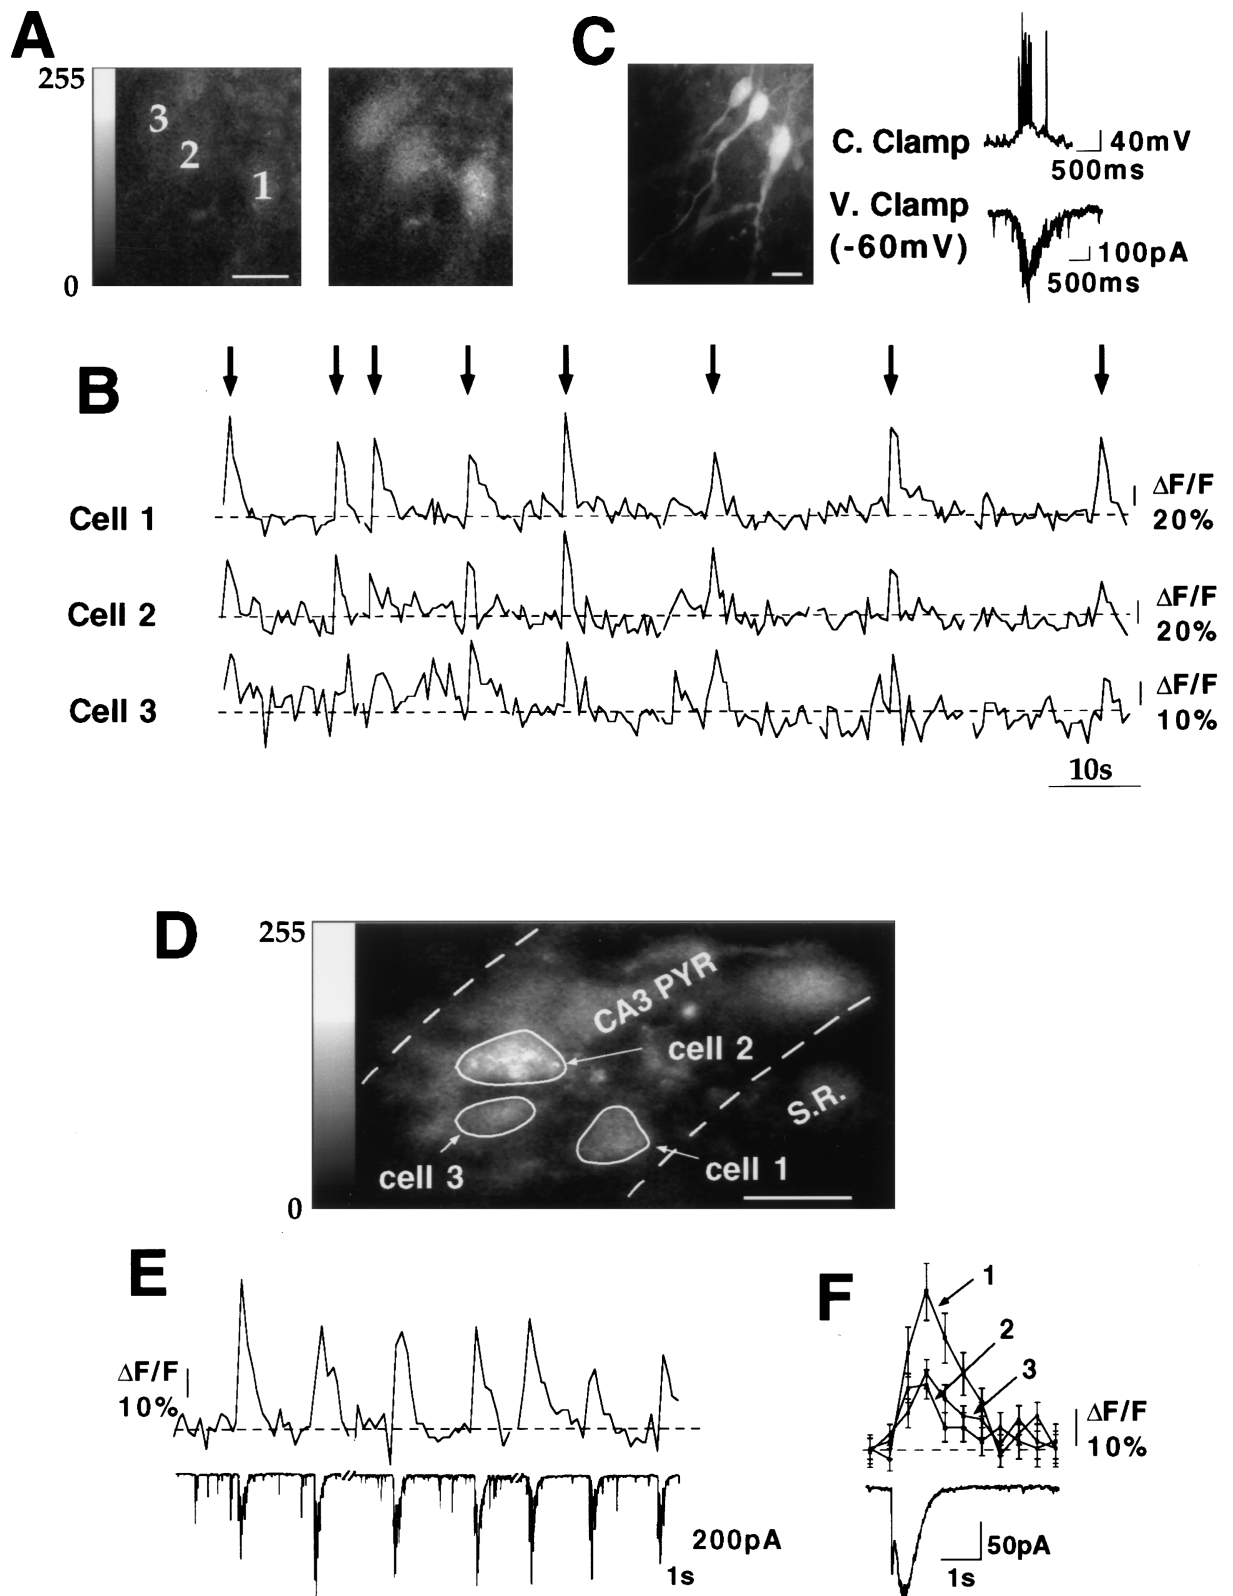 A
255
0
3
2
1
C
C. Clamp
40mV
500ms
V. Clamp
(-60mV)
100pA
500ms
B
Cell 1
ΔF/F
20%
Cell 2
ΔF/F
20%
Cell 3
ΔF/F
10%
10s
D
255
0
CA3 PYR
cell 2
S.R.
cell 3
cell 1
E
ΔF/F
10%
200pA
1s
F
1
2
3
ΔF/F
10%
50pA
1s